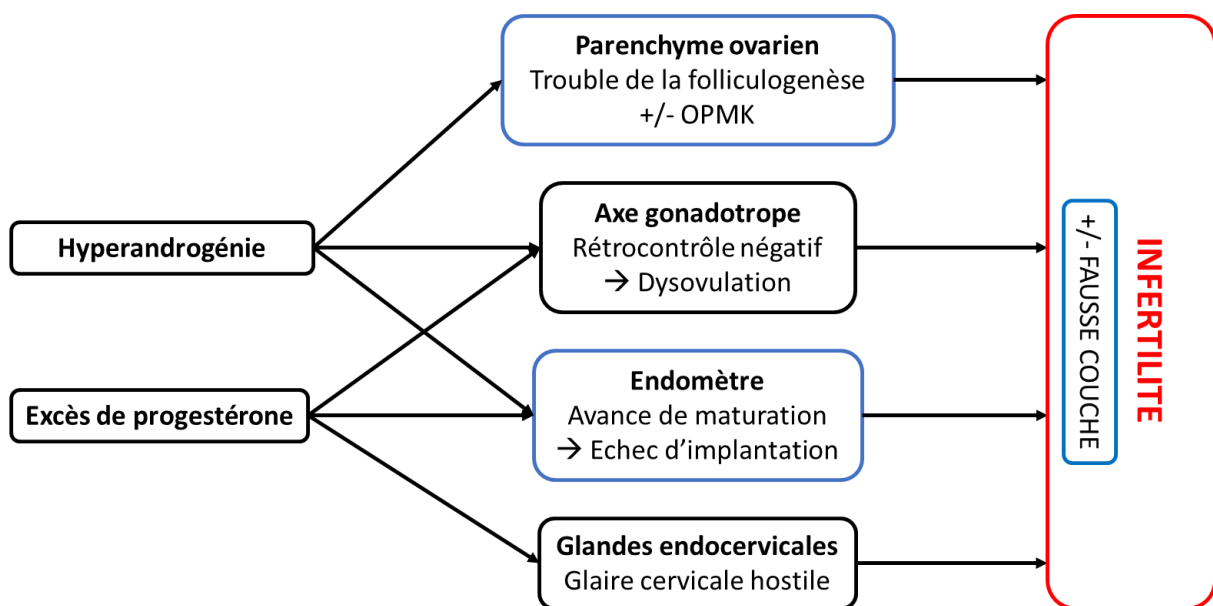 Parenchyme ovarien
Trouble de la folliculogenèse
+/- OPMK
Hyperandrogénie
Axe gonadotrope
Rétrocontrôle négatif
→ Dysovulation
Excès de progestérone
Endomètre
Avance de maturation
→ Echec d’implantation
Glandes endocervicales
Glaire cervicale hostile
+/- FAUSSE COUCHE
INFERTILITE